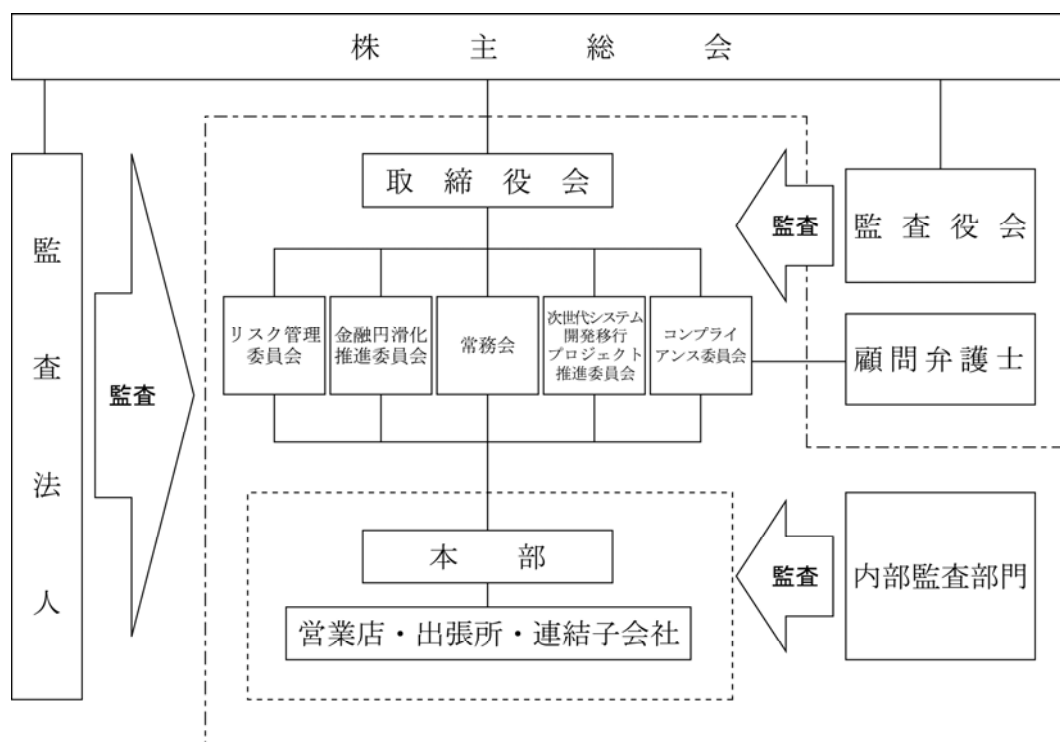 株主総会
取締役会
監査
監査役会
リスク管理
委員会
金融円滑化
推進委員会
常務会
次世代システム
開発移行
プロジェクト
推進委員会
コンプライ
アンス委員会
顧問弁護士
監査法人
監査
本部
営業店・出張所・連結子会社
監査
内部監査部門